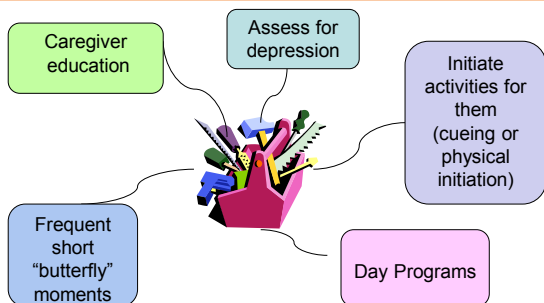 Caregiver
education
Assess for
depression
Initiate
activities for
them
(cueing or
physical
initiation)
Frequent
short
“butterfly”
moments
Day Programs